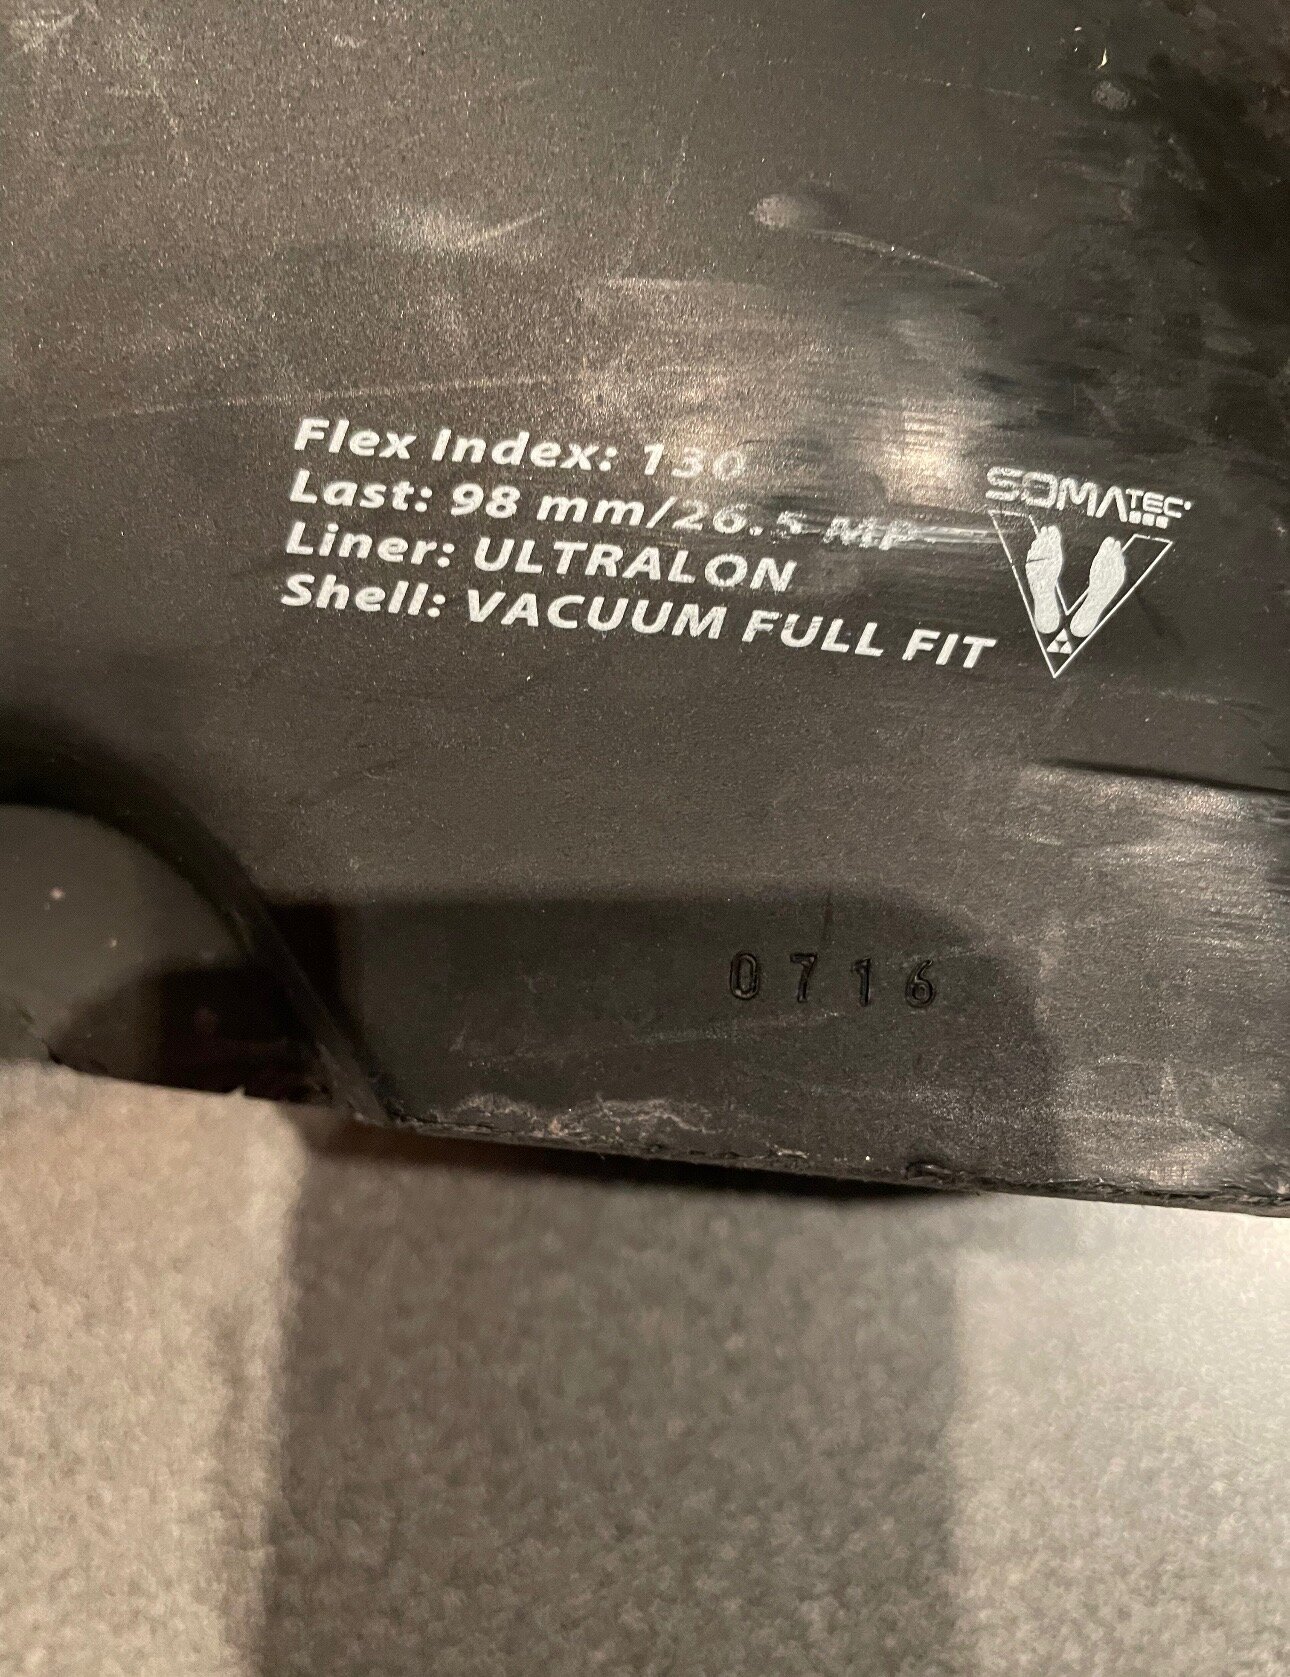 Flex Index: 130
Last: 98 mm/26.5 MP
Liner: ULTRALON
Shell: VACUUM FULL FIT
SOMATEC
0716